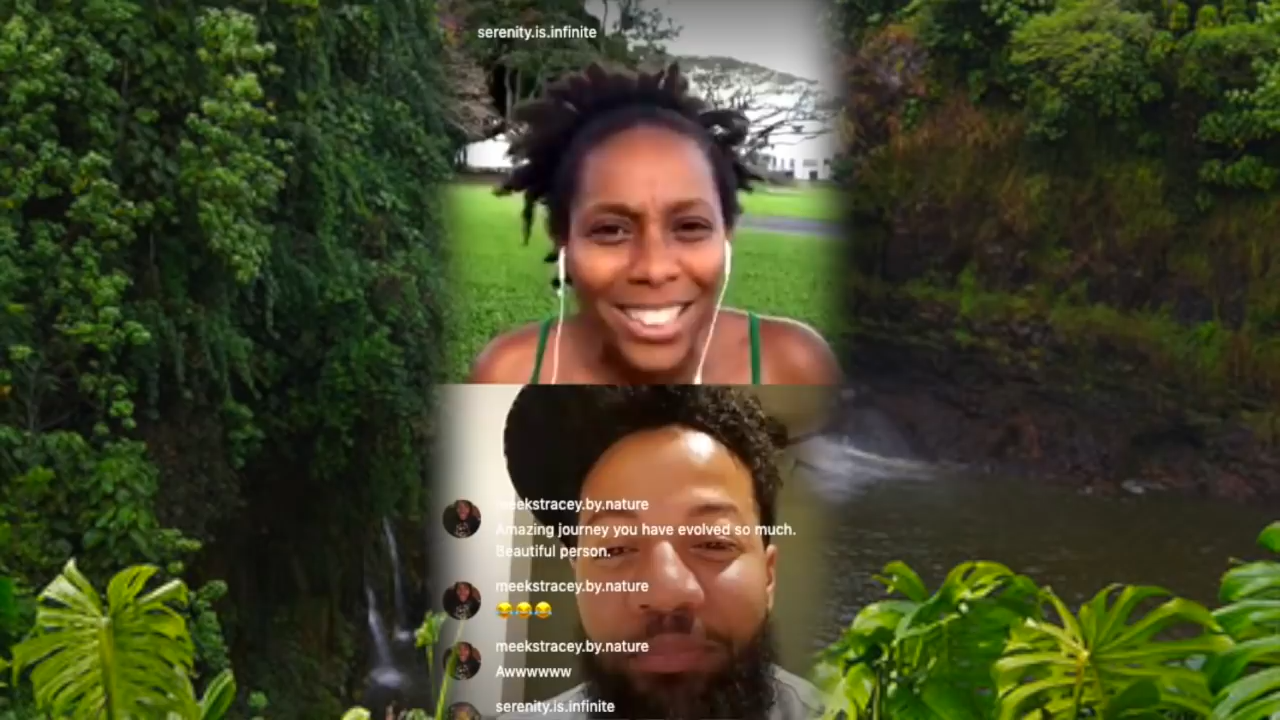 serenity.is.infinite
meekstracey.by.nature
Amazing journey you have evolved so much.
Beautiful person.
meekstracey.by.nature
😂😂😂
meekstracey.by.nature
Awwwwww
serenity.is.infinite